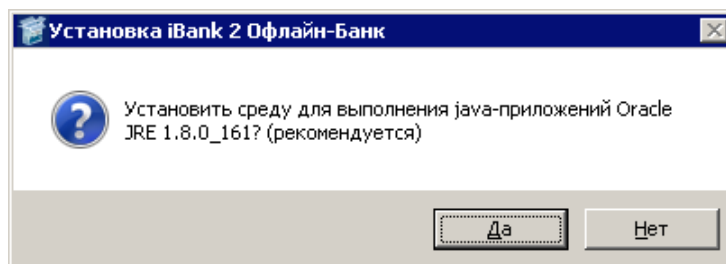 Установка iBank 2 Офлайн-Банк
Установить среду для выполнения java-приложений Oracle
JRE 1.8.0_161? (рекомендуется)
Да
Нет